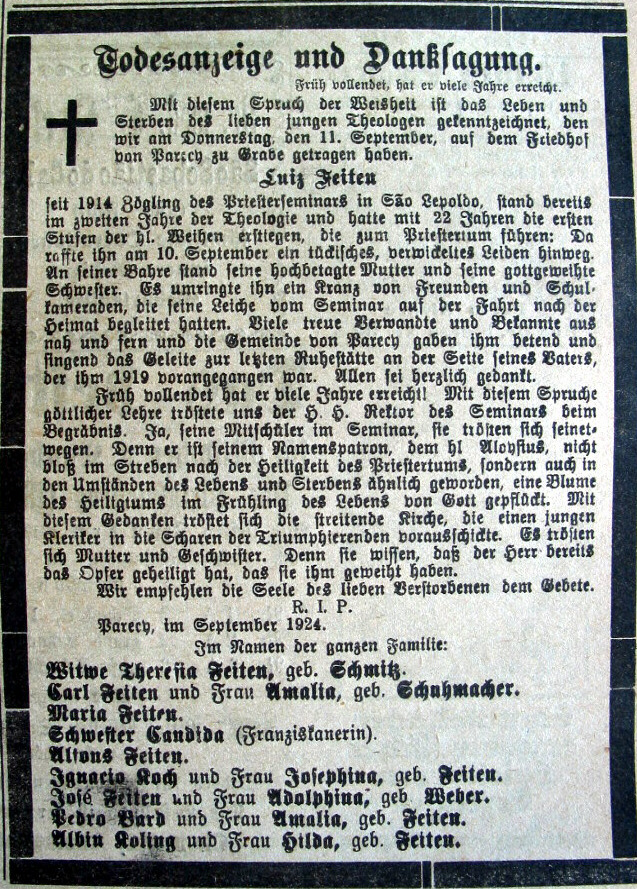 Todesanzeige und Danksagung.
Früh vollendet, hat er viele Jahre erreicht.
Mit diesem Spruch der Weisheit ist das Leben und
Sterben des lieben jungen Theologen gekenntzeichnet, den
wir am Donnerstag, den 11. September, auf dem Friedhof
von Parecy zu Grabe getragen haben.
Luiz Feiten
seit 1914 Zögling des Priesterseminars in São Lepoldo, stand bereits
im zweiten Jahre der Theologie und hatte mit 22 Jahren die ersten
Stufen der hl. Weihen erstiegen, die zum Priestertum führen: Da
raffte ihn am 10. September ein tückisches, verwickeltes Leiden hinweg.
An seiner Bahre stand seine hochbetagte Mutter und seine gottgeweihte
Schwester. Es umringte ihn ein Kranz von Freunden und Schul-
kameraden, die seine Leiche vom Seminar auf der Fahrt nach der
Heimat begleitet hatten. Viele treue Verwandte und Bekannte aus
nah und fern und die Gemeinde von Parecy gaben ihm betend und
singend das Geleite zur letzten Ruhestätte an der Seite seines Vaters,
der ihm 1919 vorangegangen war. Allen sei herzlich gedankt.
Früh vollendet hat er viele Jahre erreicht! Mit diesem Spruche
göttlicher Lehre tröstete uns der H. H. Rektor des Seminars beim
Begräbnis. Ja, seine Mitschüler im Seminar, sie trösten sich seinet-
wegen. Denn er ist seinem Namenspatron, dem hl Aloysius, nicht
bloß im Streben nach der Heiligkeit des Priestertums, sondern auch in
den Umständen des Lebens und Sterbens ähnlich geworden, eine Blume
des Heiligtums im Frühling des Lebens von Gott gepflückt. Mit
diesem Gedanken tröstet sich die streitende Kirche, die einen jungen
Kleriker in die Scharen der Triumphierenden vorausschickte. Es trösten
sich Mutter und Geschwister. Denn sie wissen, daß der Herr bereits
das Opfer geheiligt hat, das sie ihm geweiht haben.
Wir empfehlen die Seele des lieben Verstorbenen dem Gebete.
R. I. P.
Parecy, im September 1924.
Im Namen der ganzen Familie:
Witwe Theresia Feiten, geb. Schmitz.
Carl Feiten und Frau Amalia, geb. Schuhmacher.
Maria Feiten.
Schwester Candida (Franziskanerin).
Alfons Feiten.
Ignacio Koch und Frau Josephina, geb. Feiten.
José Feiten und Frau Adolphina, geb Weber.
Pedro Bard und Frau Amalia, geb. Feiten.
Albin Koling und Frau Hilda, geb. Feiten.